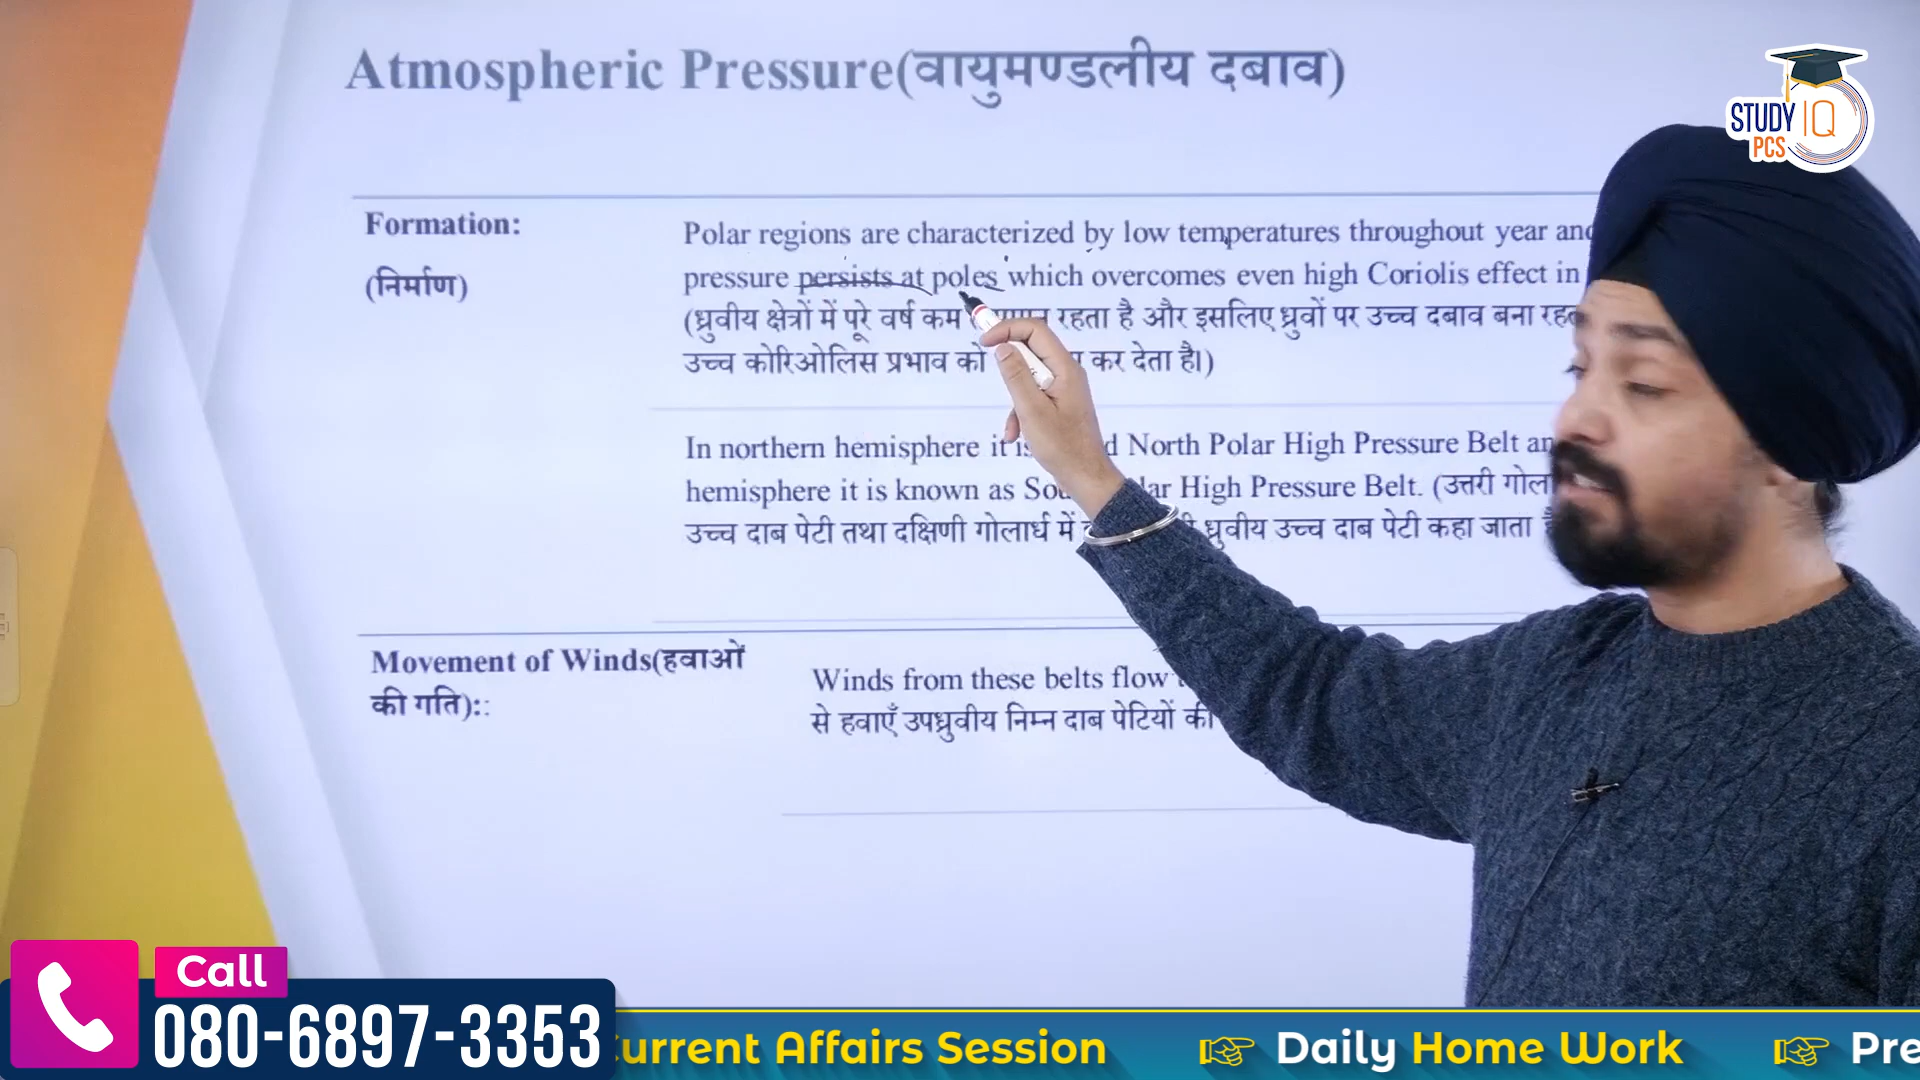 Atmospheric Pressure(वायुमण्डलीय दबाव)
STUDY IQ
PCS
Formation:
(निर्माण)
Polar regions are characterized by low temperatures throughout year and
pressure persists at poles which overcomes even high Coriolis effect in
(ध्रुवीय क्षेत्रों में पूरे वर्ष कम रहता है और इसलिए ध्रुवों पर उच्च दबाव बना
उच्च कोरिओलिस प्रभाव को कर देता है।)
In northern hemisphere it North Polar High Pressure Belt
hemisphere it is known as High Pressure Belt. (उत्तरी
उच्च दाब पेटी तथा दक्षिणी गोलार्ध में ध्रुवीय उच्च दाब पेटी कहा जाता
Movement of Winds(हवाओं
की गति)::
Winds from these belts flow
से हवाएँ उपध्रुवीय निम्न दाब पेटियों की
Call
080-6897-3353
Current Affairs Session Daily Home Work